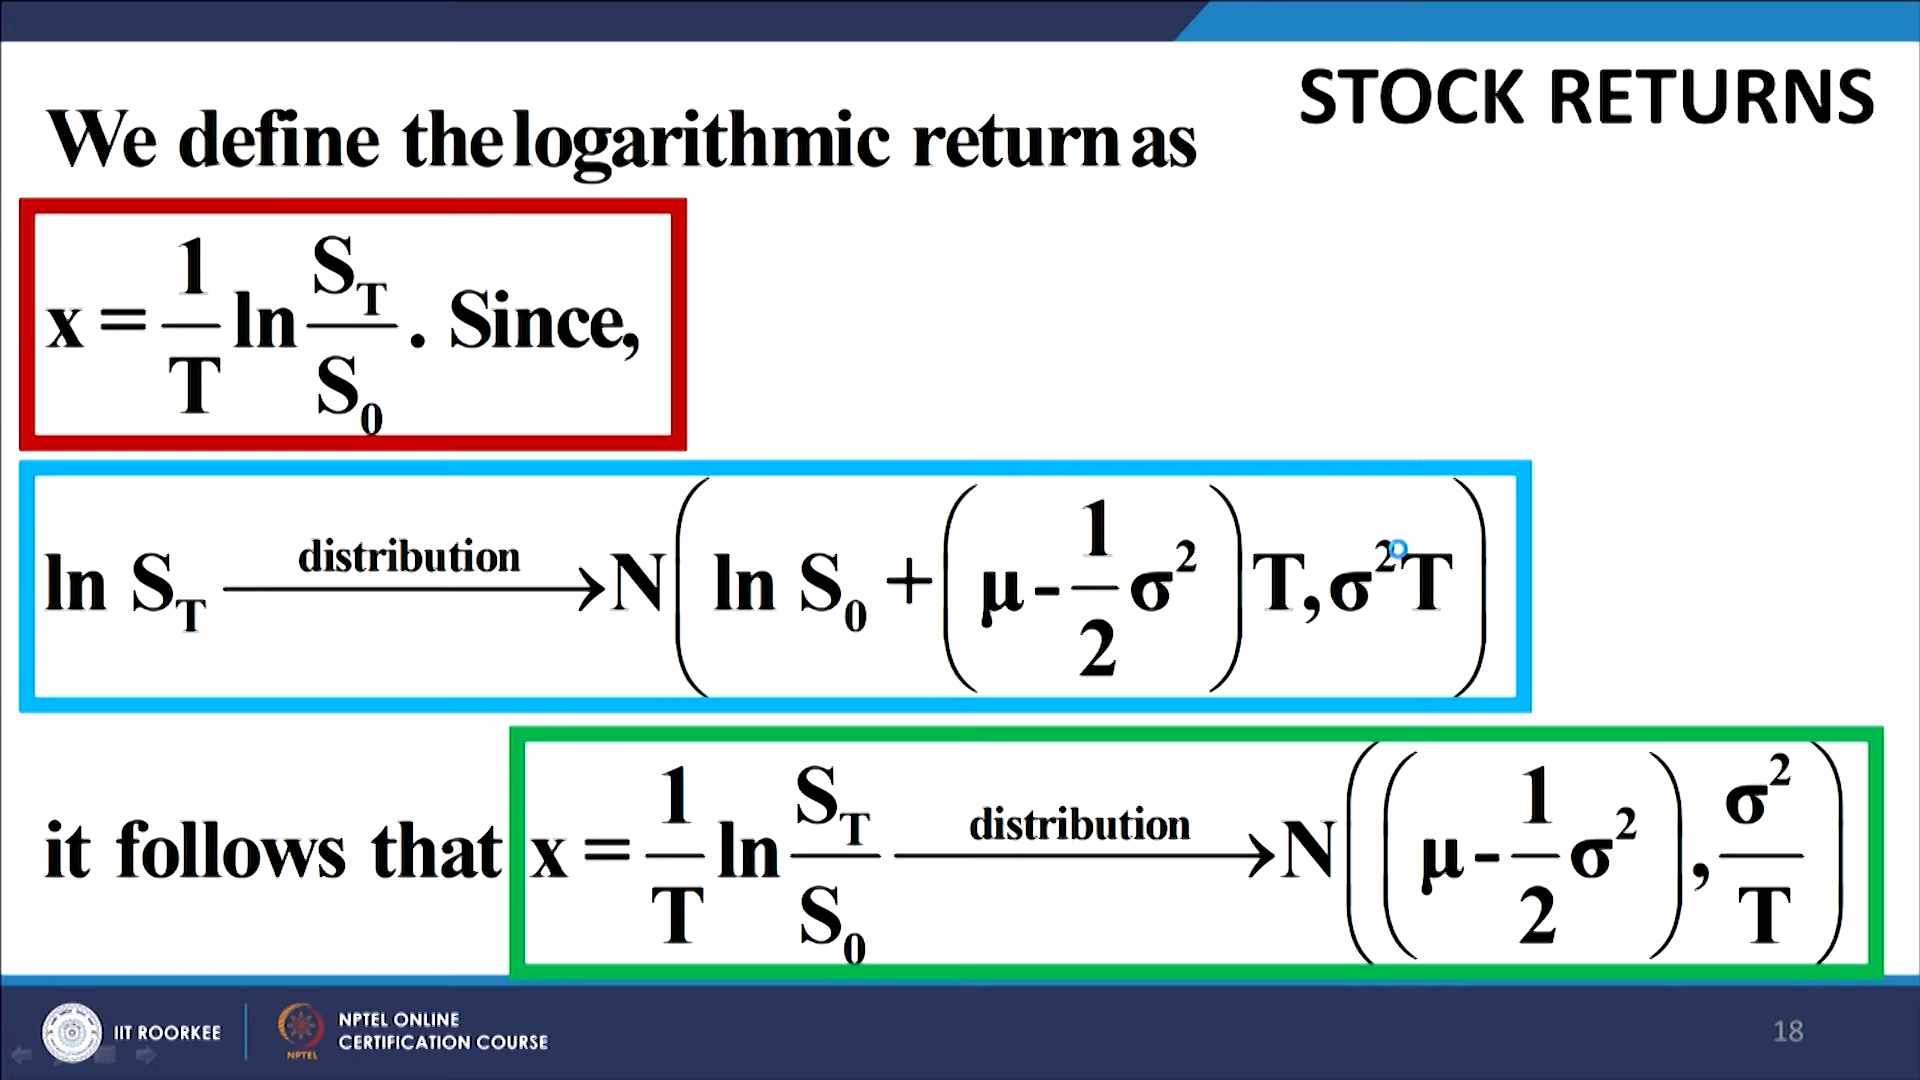 STOCK RETURNS
We define the logarithmic return as
x = 1/T ln S_T/S_0 . Since,
ln S_T distribution → N( ln S_0 + ( μ - 1/2 σ² ) T, σ²T )
it follows that x = 1/T ln S_T/S_0 distribution → N( ( μ - 1/2 σ² ) , σ²/T )
IIT ROORKEE
NPTEL
NPTEL ONLINE
CERTIFICATION COURSE
18